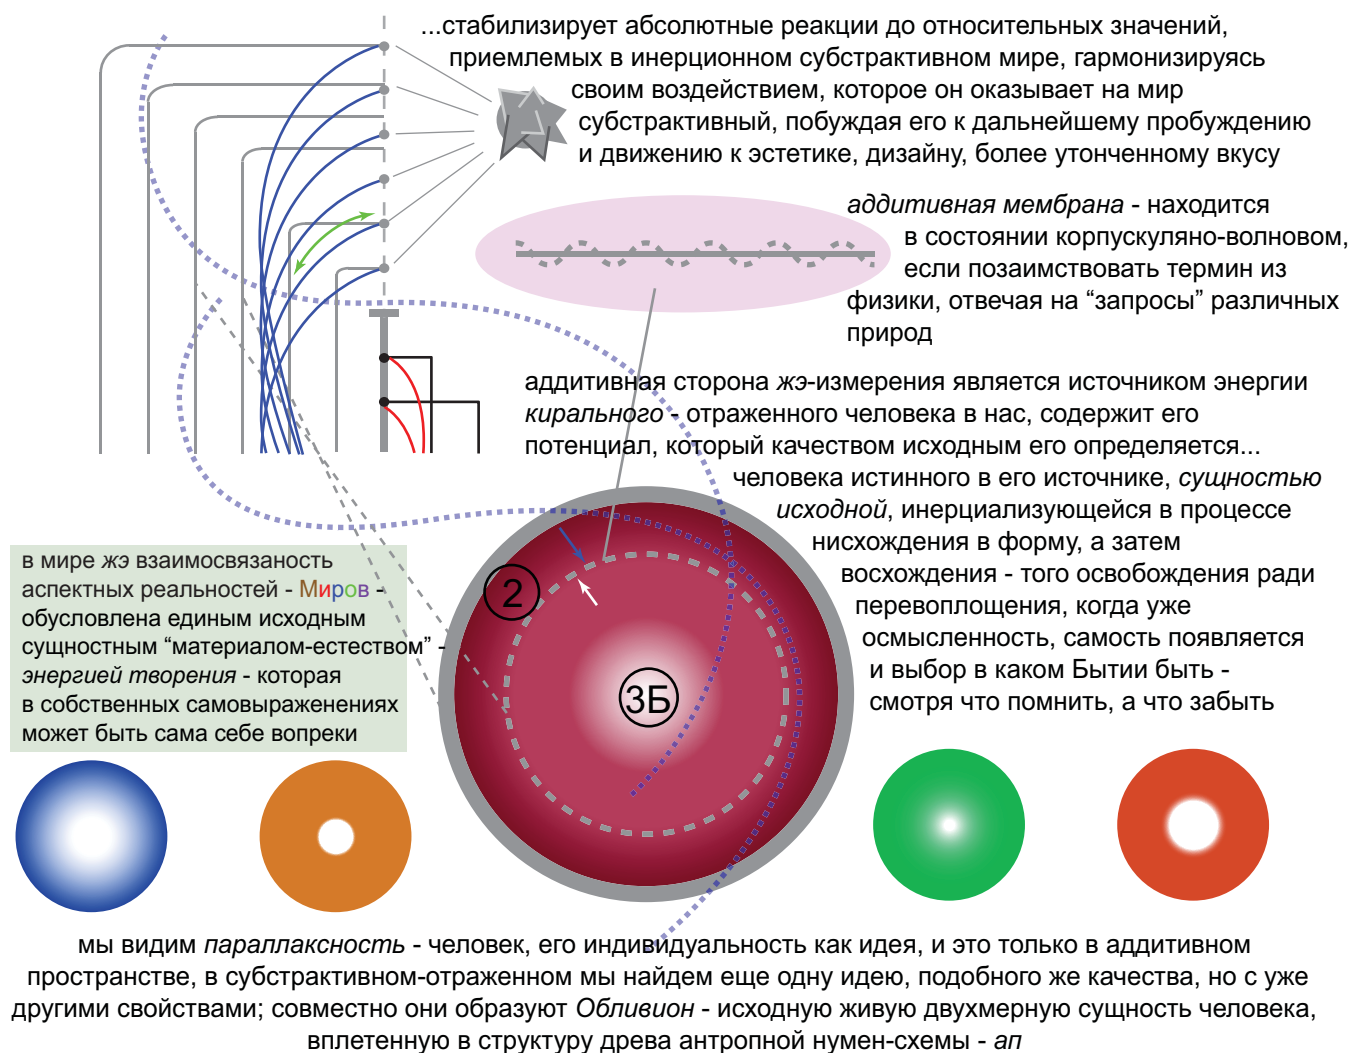 ...стабилизирует абсолютные реакции до относительных значений,
приемлемых в инерционном субстрактивном мире, гармонизируясь
своим воздействием, которое он оказывает на мир
субстрактивный, побуждая его к дальнейшему пробуждению
и движению к эстетике, дизайну, более утонченному вкусу
аддитивная мембрана - находится
в состоянии корпускуляно-волновом,
если позаимствовать термин из
физики, отвечая на “запросы” различных
природ
аддитивная сторона жэ-измерения является источником энергии
кирального - отраженного человека в нас, содержит его
потенциал, который качеством исходным его определяется...
человека истинного в его источнике, сущностью
исходной, инерциализующейся в процессе
нисхождения в форму, а затем
восхождения - того освобождения ради
перевоплощения, когда уже
осмысленность, самость появляется
и выбор в каком Бытии быть -
смотря что помнить, а что забыть
в мире жэ взаимосвязаность
аспектных реальностей - Миров -
обусловлена единым исходным
сущностным “материалом-естеством” -
энергией творения - которая
в собственных самовыраженениях
может быть сама себе вопреки
2
3Б
мы видим параллаксность - человек, его индивидуальность как идея, и это только в аддитивном
пространстве, в субстрактивном-отраженном мы найдем еще одну идею, подобного же качества, но с уже
другими свойствами; совместно они образуют Обливион - исходную живую двухмерную сущность человека,
вплетенную в структуру древа антропной нумен-схемы - ап